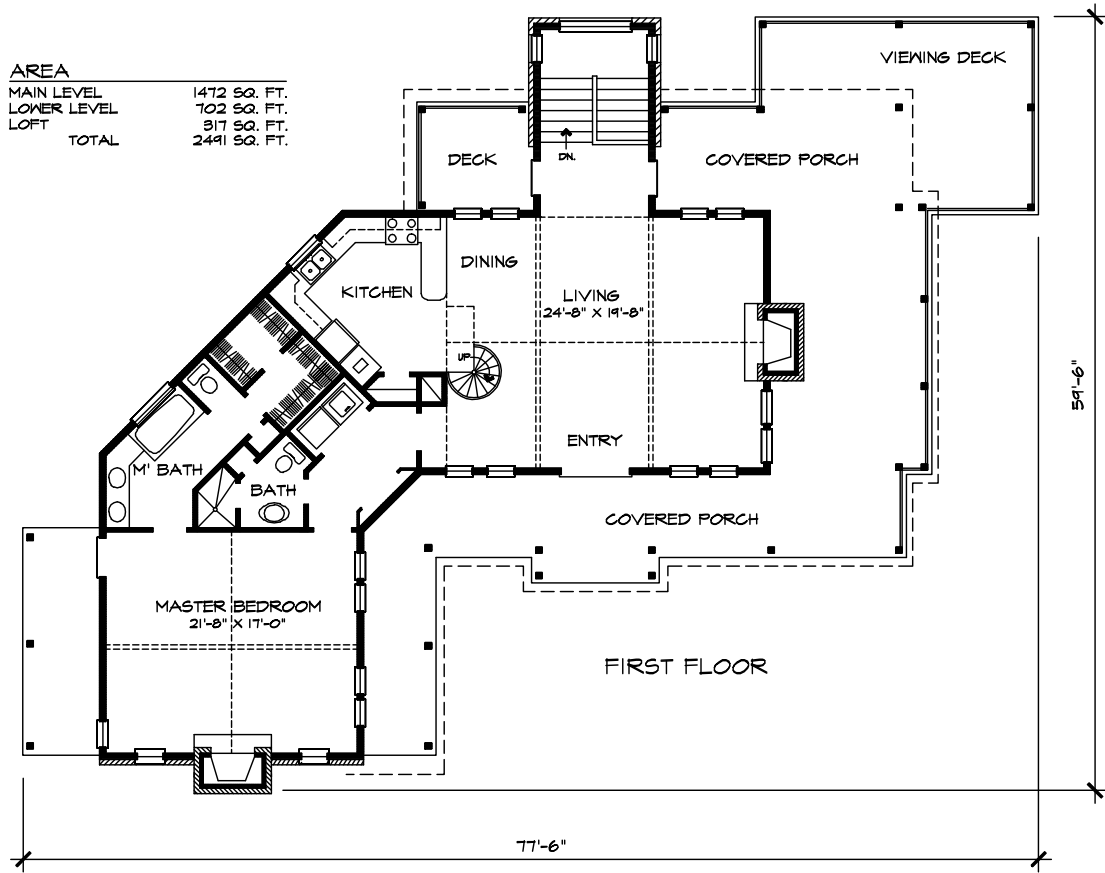 AREA
MAIN LEVEL 1472 SQ. FT.
LOWER LEVEL 702 SQ. FT.
LOFT 317 SQ. FT.
TOTAL 2491 SQ. FT.
VIEWING DECK
DECK
DN.
COVERED PORCH
DINING
KITCHEN
LIVING
24'-8" X 19'-8"
UP
59'-6"
ENTRY
M' BATH
BATH
COVERED PORCH
MASTER BEDROOM
21'-8" X 17'-0"
FIRST FLOOR
77'-6"